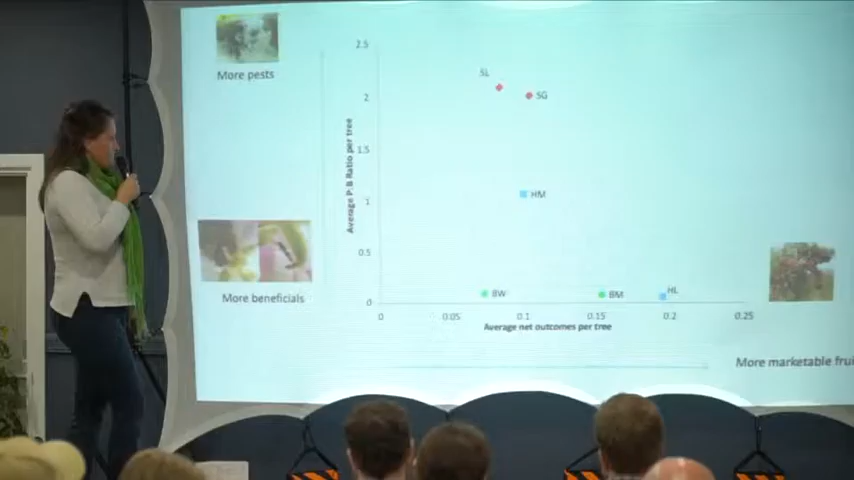 More pests
More beneficials
Average P:B Ratio per tree
2.5
2
1.5
1
0.5
0
SL
SG
HM
BW
BM
HL
0
0.05
0.1
0.15
0.2
0.25
Average net outcomes per tree
More marketable frui